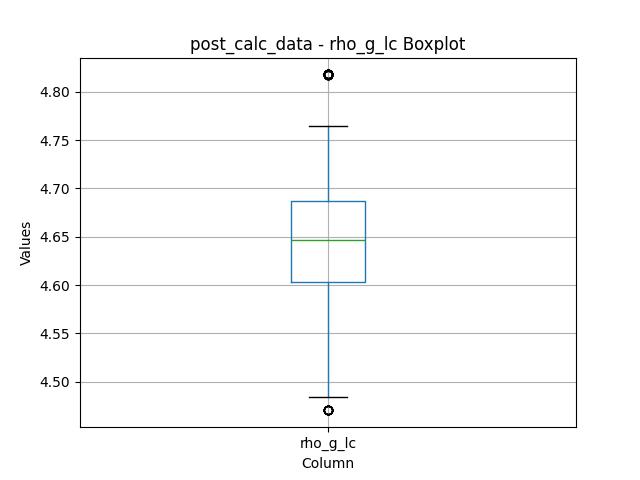 post_calc_data - rho_g_lc Boxplot
4.80
4.75
4.70
4.65
4.60
4.55
4.50
Values
rho_g_lc
Column